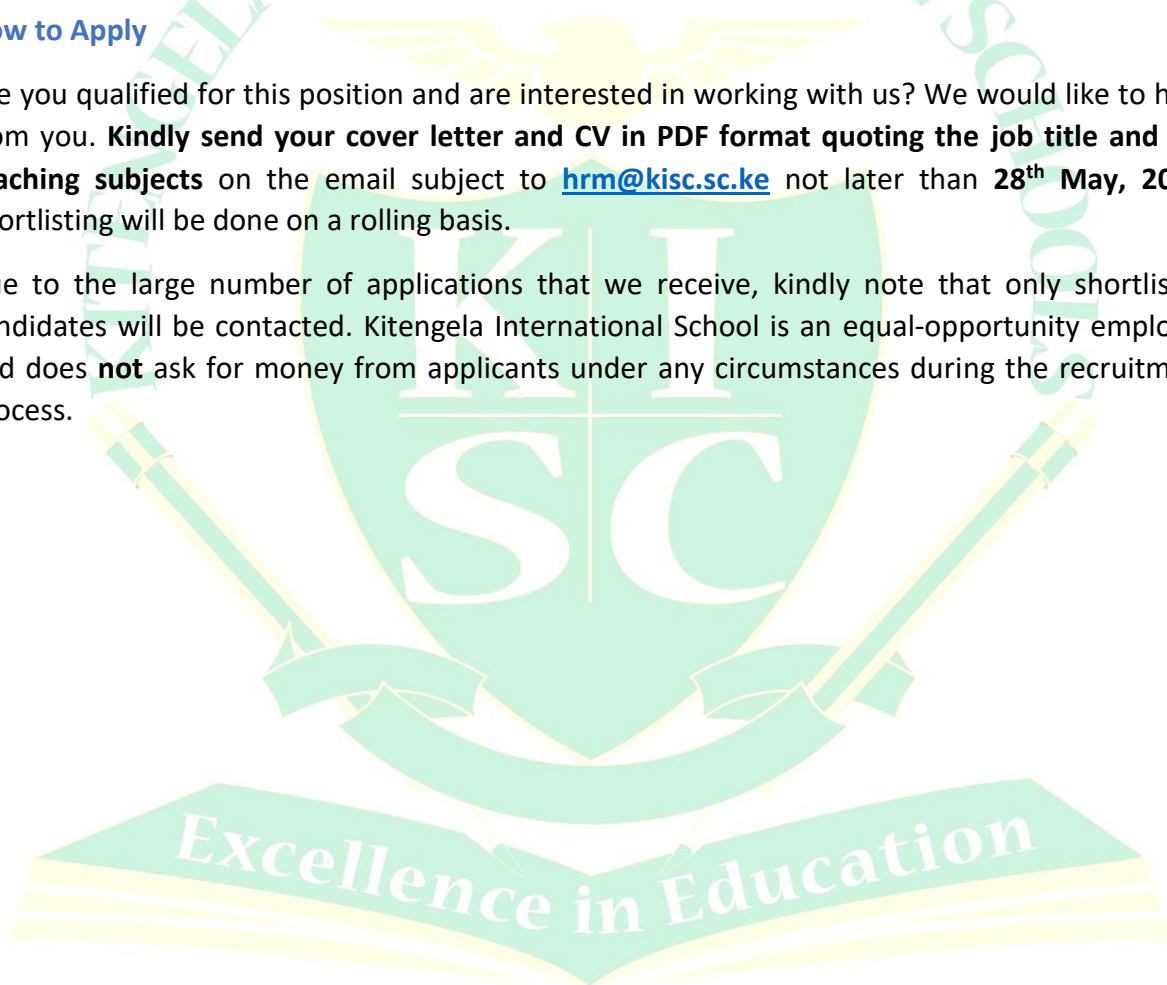 ow to Apply
e you qualified for this position and are interested in working with us? We would like to h
om you. Kindly send your cover letter and CV in PDF format quoting the job title and
aching subjects on the email subject to hrm@kisc.sc.ke not later than 28th May, 20
ortlisting will be done on a rolling basis.
ue to the large number of applications that we receive, kindly note that only shortlis
ndidates will be contacted. Kitengela International School is an equal-opportunity emplo
d does not ask for money from applicants under any circumstances during the recruitm
ocess.
KITENGELA
SCHOOLS
K I
S C
Excellence in Education